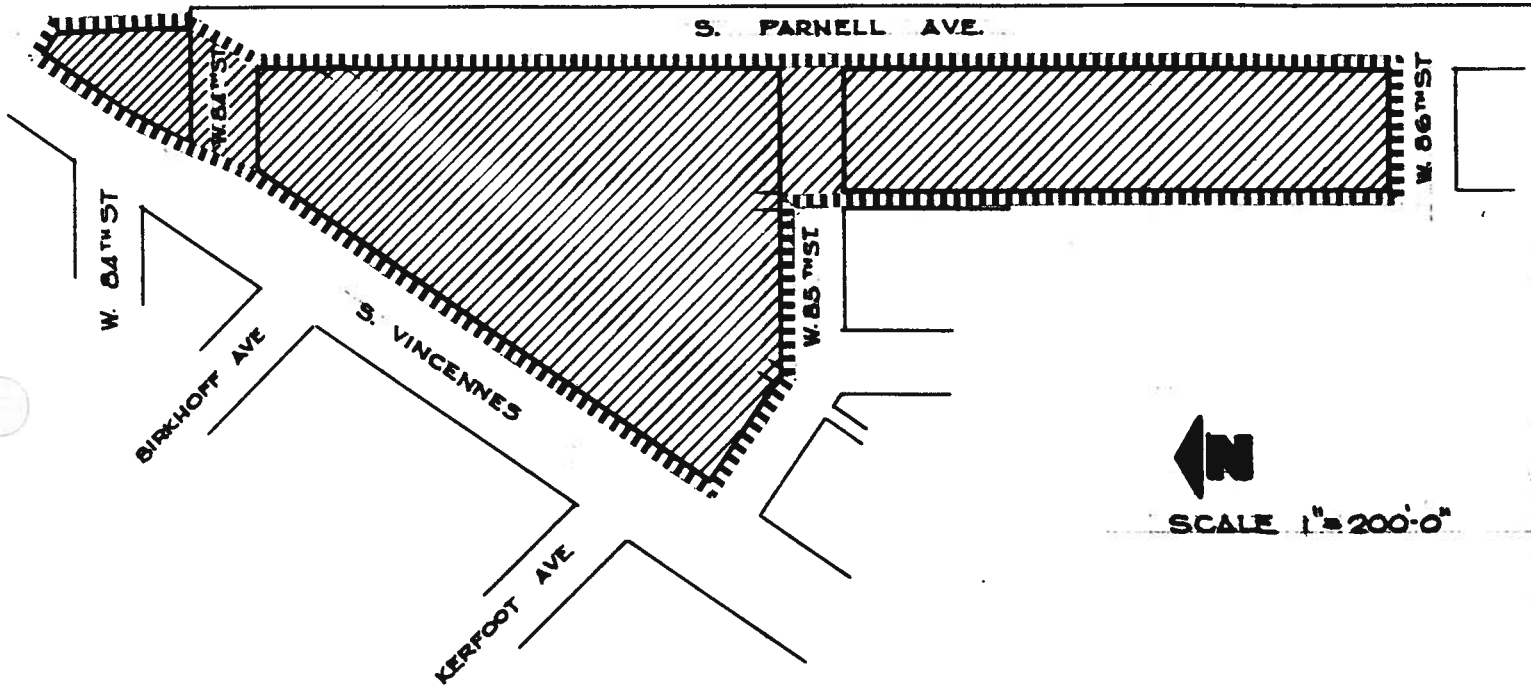 S. PARNELL AVE.
W. 84TH ST
W. 86TH ST
W. 84TH ST
W. 85TH ST
S. VINCENNES
BIRKHOFF AVE
KERFOOT AVE
N
SCALE 1"=200'-0"